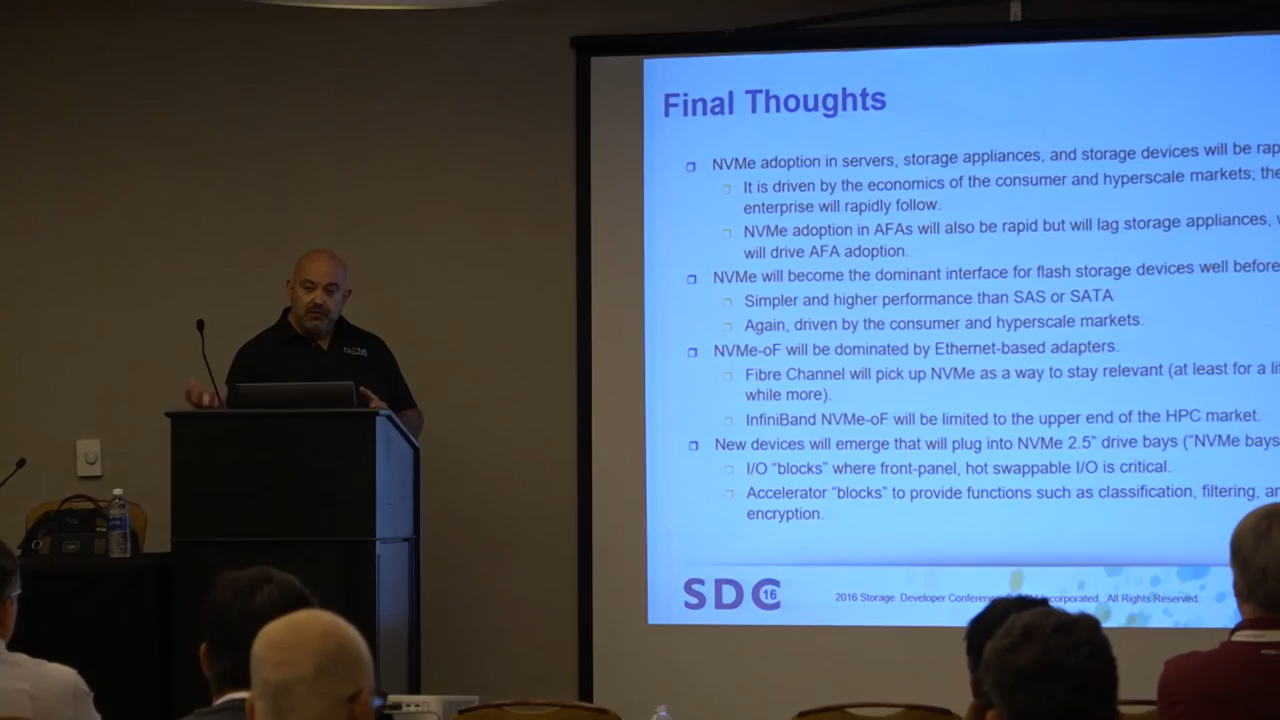 Final Thoughts
NVMe adoption in servers, storage appliances, and storage devices will be
It is driven by the economics of the consumer and hyperscale markets;
enterprise will rapidly follow.
NVMe adoption in AFAs will also be rapid but will lag storage appliances,
will drive AFA adoption.
NVMe will become the dominant interface for flash storage devices well before
Simpler and higher performance than SAS or SATA
Again, driven by the consumer and hyperscale markets.
NVMe-oF will be dominated by Ethernet-based adapters.
Fibre Channel will pick up NVMe as a way to stay relevant (at least for a
while more).
InfiniBand NVMe-oF will be limited to the upper end of the HPC market.
New devices will emerge that will plug into NVMe 2.5” drive bays (“NVMe bays
I/O “blocks” where front-panel, hot swappable I/O is critical.
Accelerator “blocks” to provide functions such as classification, filtering,
encryption.
SDC 16
2016 Storage Developer All Rights Reserved.